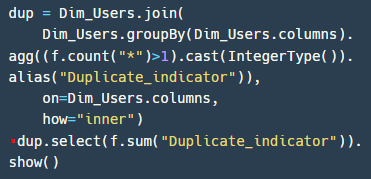 dup = Dim_Users.join(
    Dim_Users.groupBy(Dim_Users.columns).
agg((f.count("*")>1).cast(IntegerType()).
alias("Duplicate_indicator")),
    on=Dim_Users.columns,
    how="inner")
dup.select(f.sum("Duplicate_indicator")).
show()